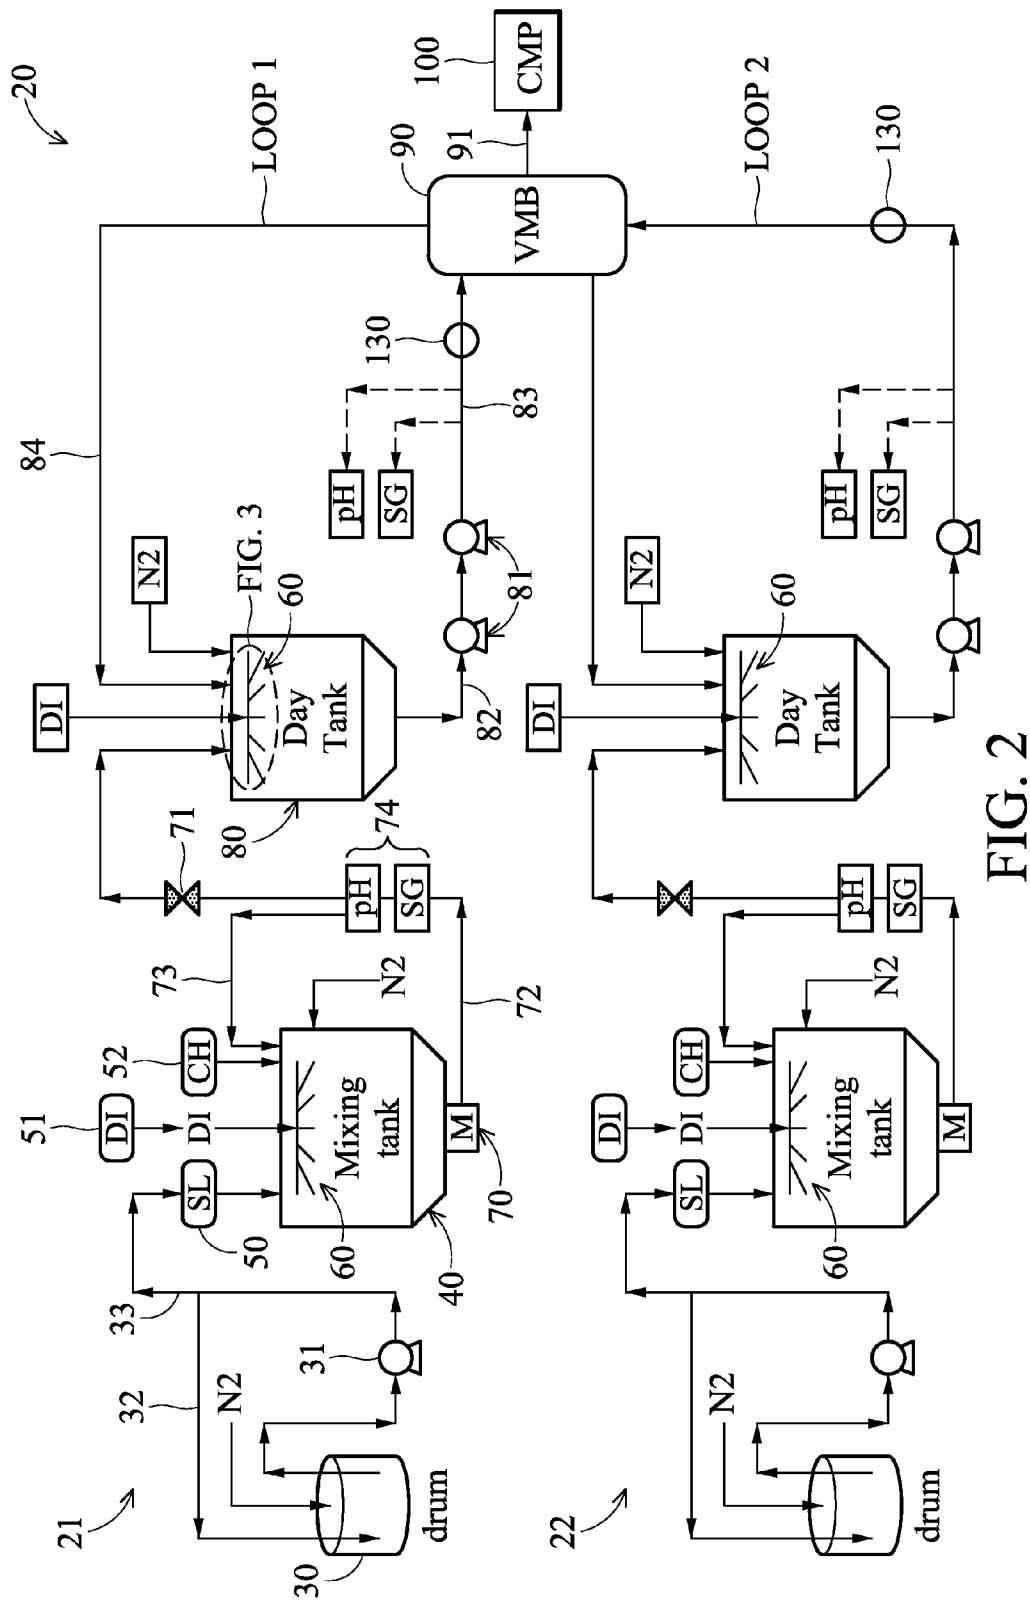 20
21
22
LOOP 1
84
100
CMP
91
90
VMB
130
LOOP 2
130
83
pH
SG
N2
FIG. 3
60
DI
Day
Tank
80
82
81
71
74
pH
SG
73
N2
72
52
CH
51
DI
DI
SL
50
Mixing
tank
60
M
70
40
33
32
31
N2
drum
30
pH
SG
N2
60
DI
Day
Tank
pH
SG
N2
CH
DI
DI
SL
Mixing
tank
60
M
N2
drum
FIG. 2